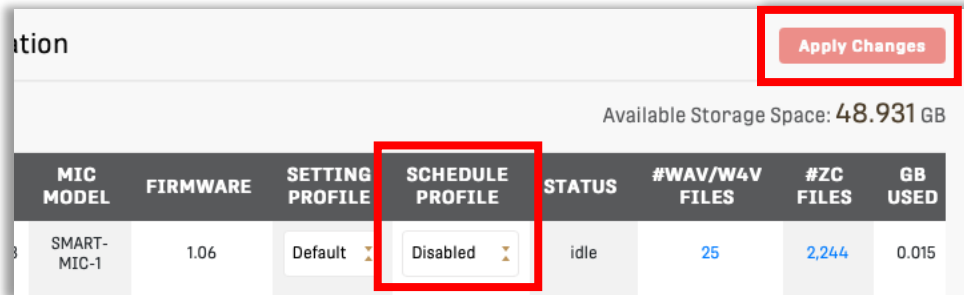 ation
Apply Changes
Available Storage Space: 48.931 GB
MIC MODEL
FIRMWARE
SETTING PROFILE
SCHEDULE PROFILE
STATUS
#WAV/W4V FILES
#ZC FILES
GB USED
SMART-MIC-1
1.06
Default
Disabled
idle
25
2,244
0.015